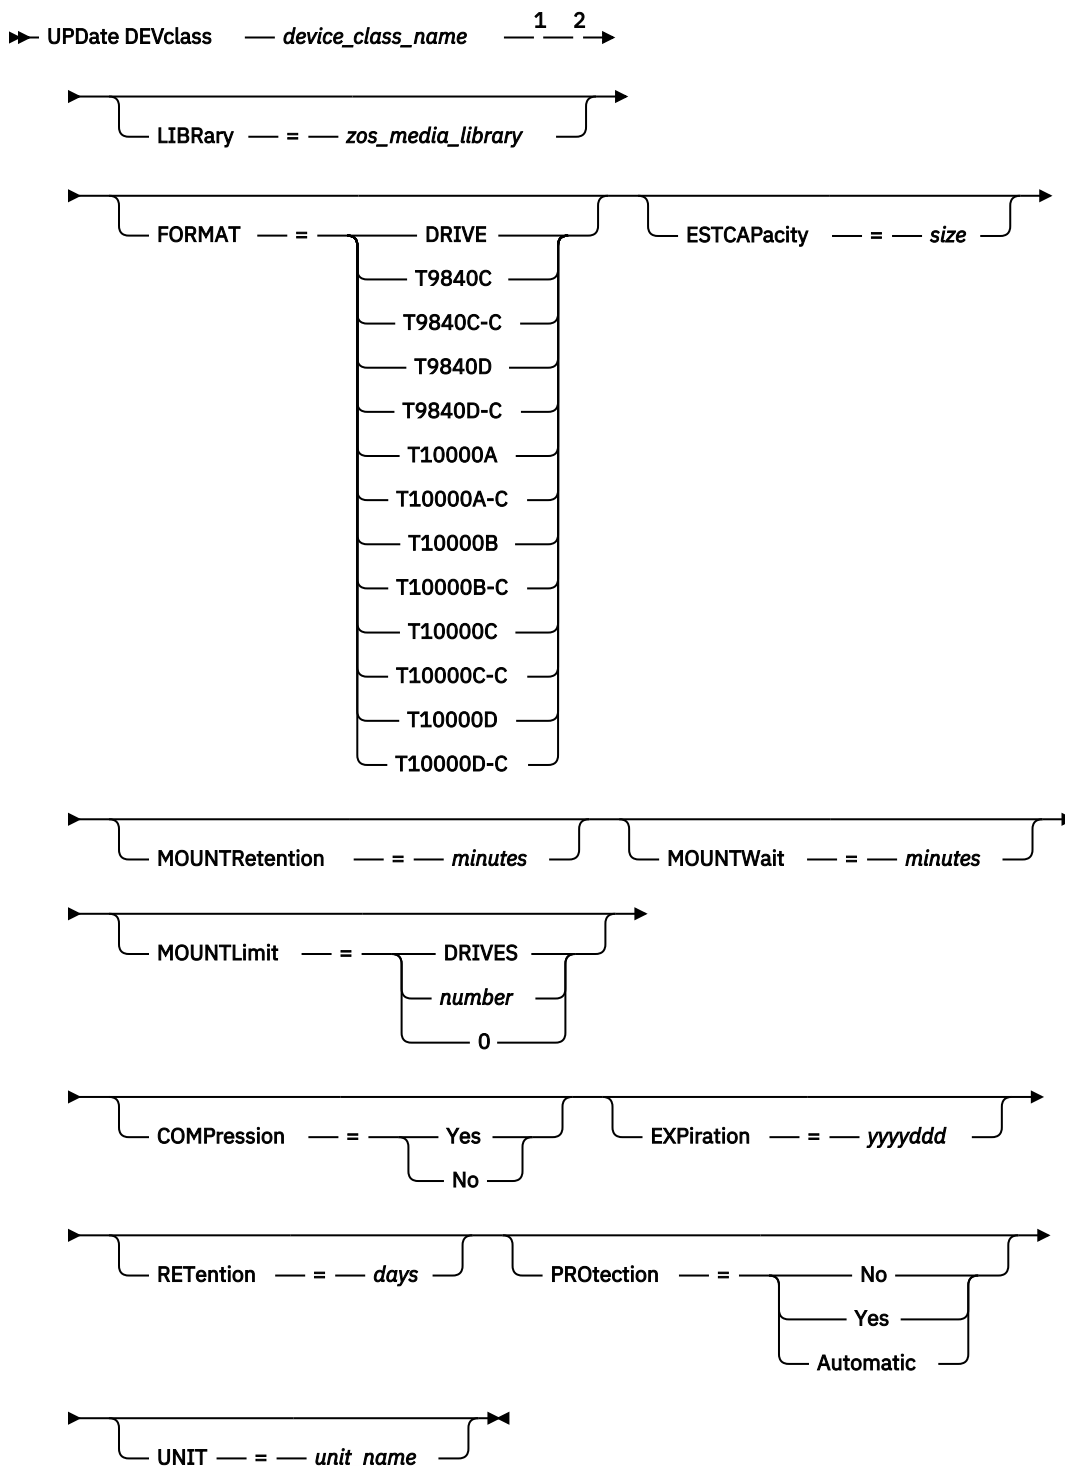 1 2
UPDate DEVclass device_class_name
LIBRary = zos_media_library
FORMAT = DRIVE ESTCAPacity = size
T9840C
T9840C-C
T9840D
T9840D-C
T10000A
T10000A-C
T10000B
T10000B-C
T10000C
T10000C-C
T10000D
T10000D-C
MOUNTRetention = minutes MOUNTWait = minutes
MOUNTLimit = DRIVES
number
0
COMPression = Yes EXPiration = yyyyddd
No
RETention = days PROtection = No
Yes
Automatic
UNIT = unit_name